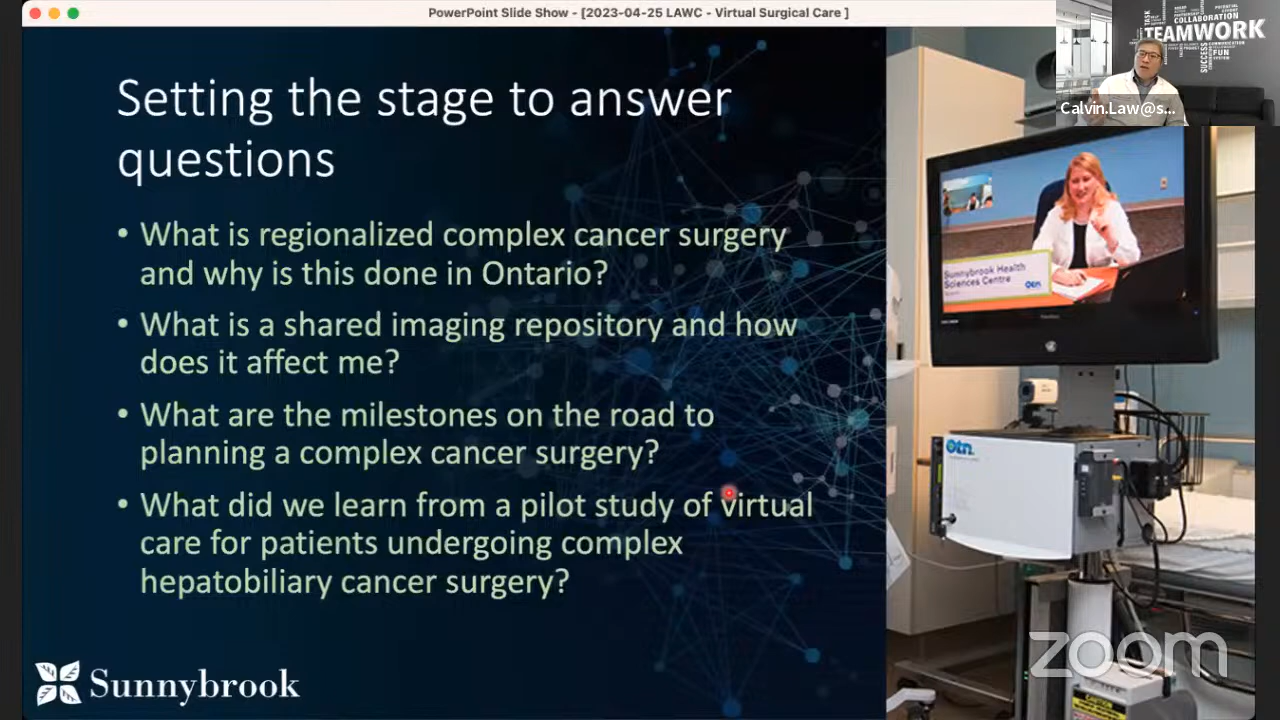 PowerPoint Slide Show - [2023-04-25 LAWC - Virtual Surgical Care ]
Setting the stage to answer
questions
• What is regionalized complex cancer surgery
and why is this done in Ontario?
• What is a shared imaging repository and how
does it affect me?
• What are the milestones on the road to
planning a complex cancer surgery?
• What did we learn from a pilot study of virtual
care for patients undergoing complex
hepatobiliary cancer surgery?
Sunnybrook
COLLABORATION
TEAMWORK
SUCCESS
FUN
Calvin.Law@s...
Sunnybrook Health
Sciences Centre
otn
otn.
zoom
CAUTION